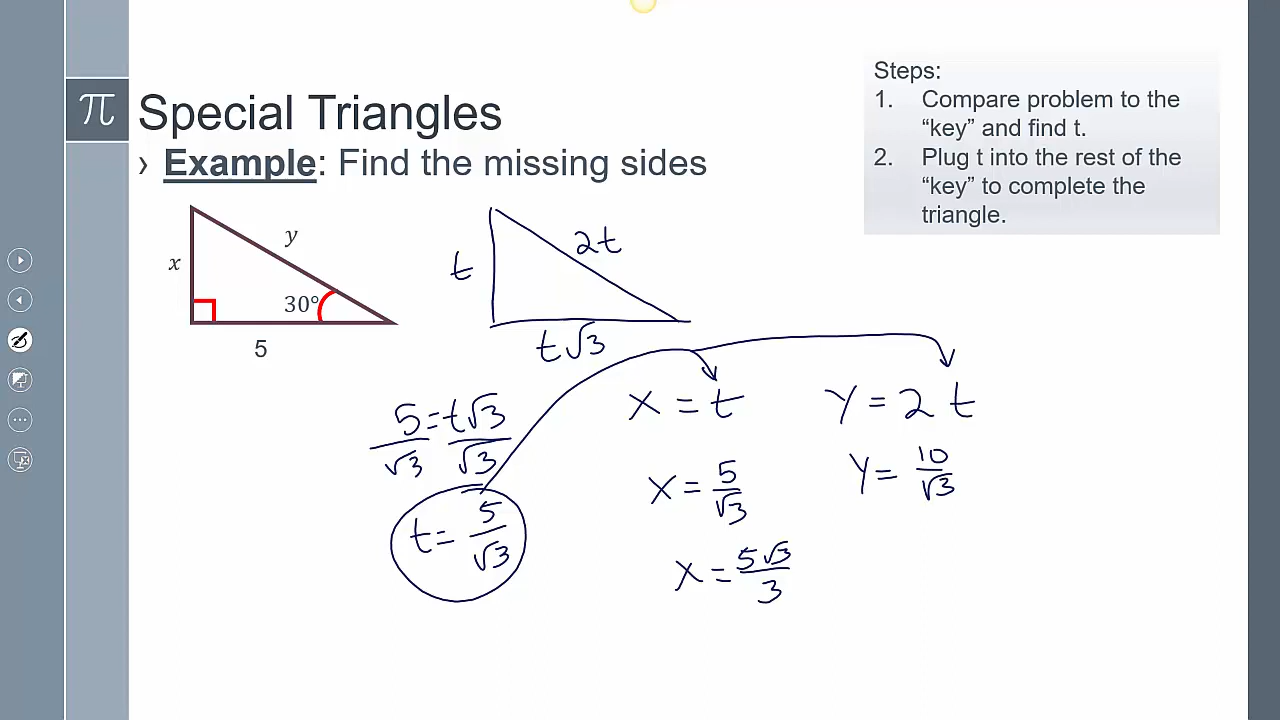 π
Special Triangles
› Example: Find the missing sides
Steps:
1. Compare problem to the
“key” and find t.
2. Plug t into the rest of the
“key” to complete the
triangle.
x
y
30°
5
t
2t
t√3
5 = t√3
√3 √3
t = 5/√3
x = t
x = 5/√3
x = 5√3/3
Y = 2 t
Y = 10/√3